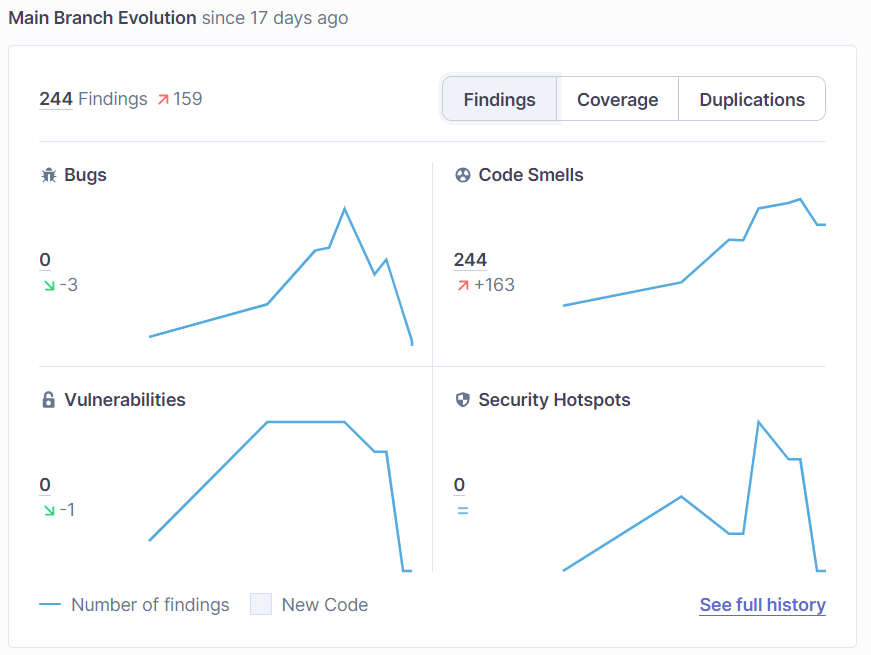 Main Branch Evolution since 17 days ago
244 Findings 159
Findings Coverage Duplications
Bugs
0
-3
Code Smells
244
+163
Vulnerabilities
0
-1
Security Hotspots
0
=
Number of findings New Code
See full history